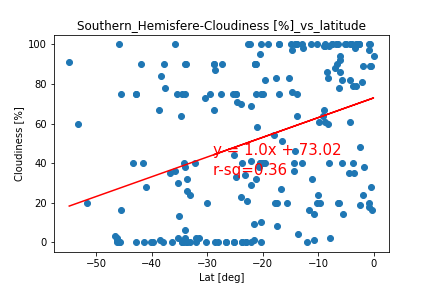 Southern_Hemisfere-Cloudiness [%]_vs_latitude
100
80
60
40
20
0
Cloudiness [%]
y = 1.0x + 73.02
r-sq=0.36
−50
−40
−30
−20
−10
0
Lat [deg]